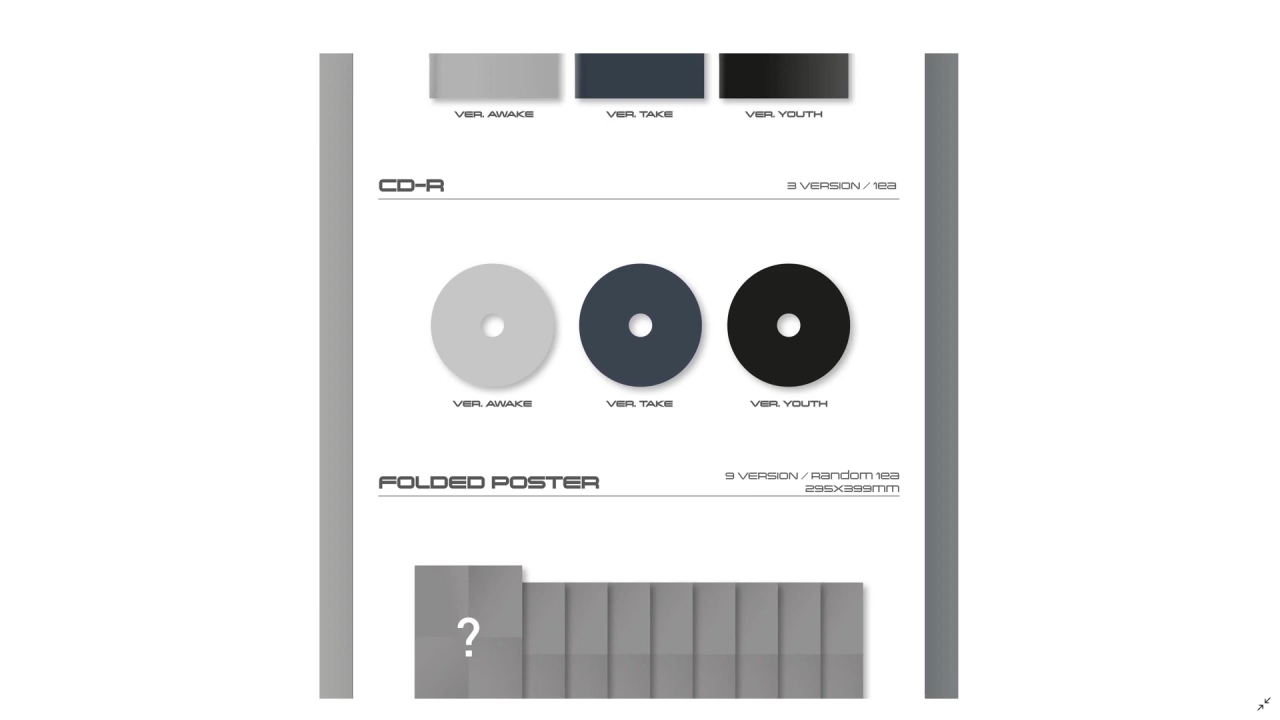 VER. AWAKE VER. TAKE VER. YOUTH
CD-R
3 VERSION / 1ea
VER. AWAKE VER. TAKE VER. YOUTH
FOLDED POSTER
9 VERSION / Random 1ea
295X399mm
?